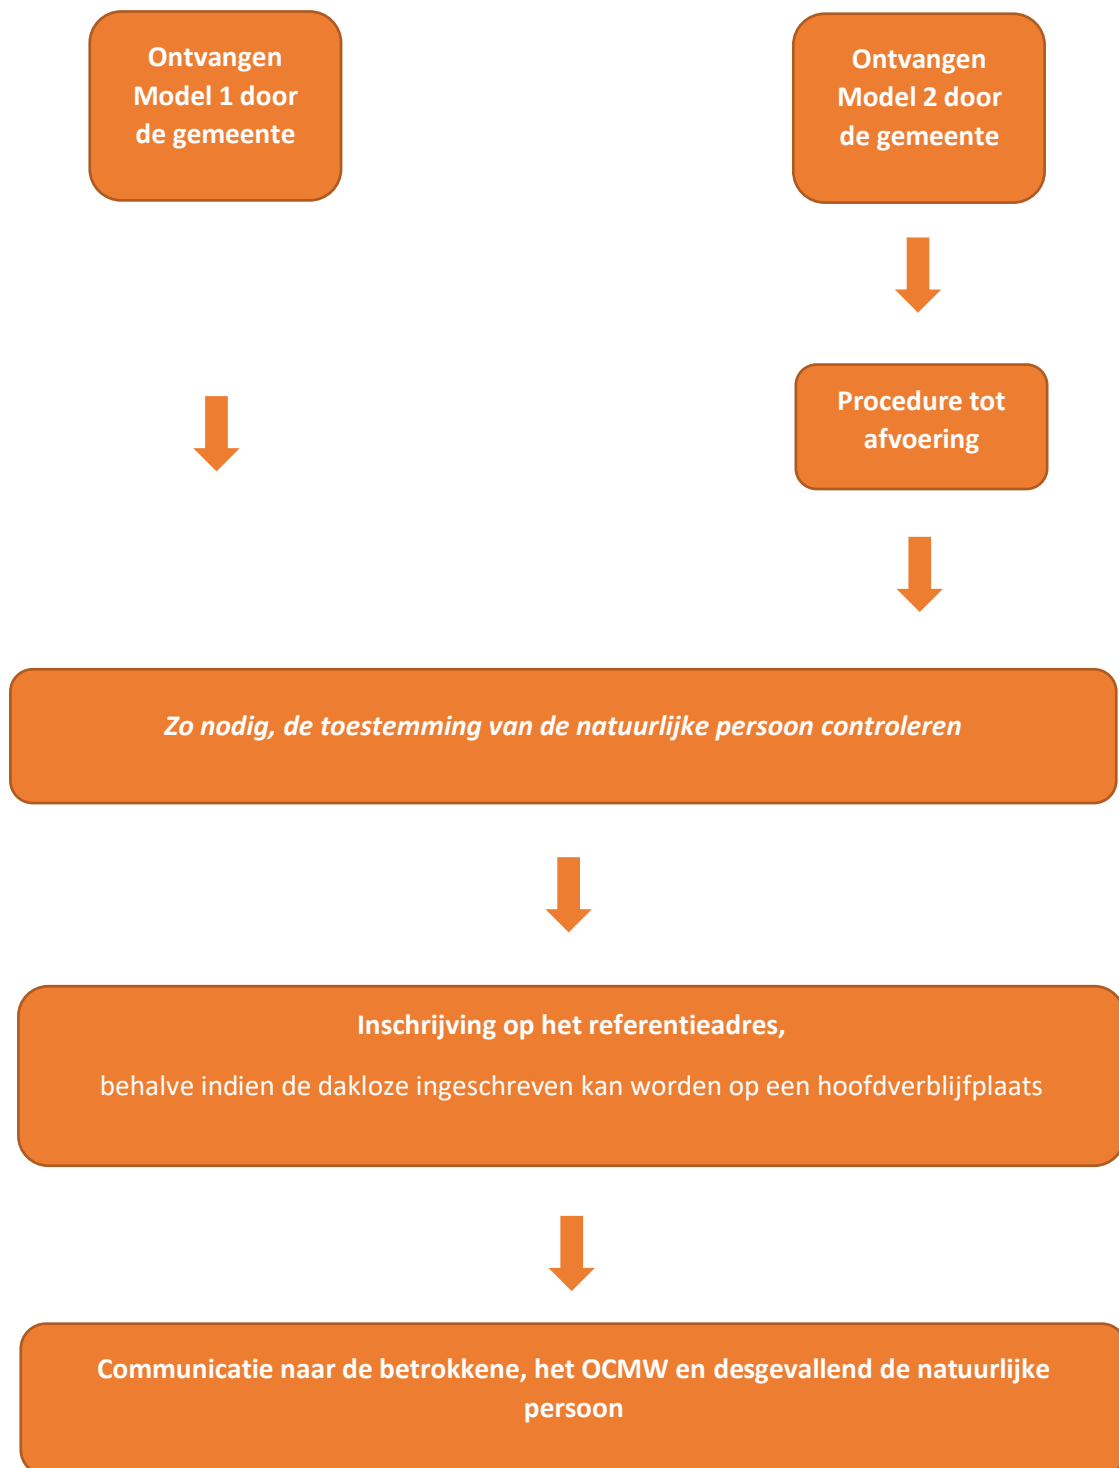 Ontvangen
Model 1 door
de gemeente
Ontvangen
Model 2 door
de gemeente
Procedure tot
afvoering
Zo nodig, de toestemming van de natuurlijke persoon controleren
Inschrijving op het referentieadres,
behalve indien de dakloze ingeschreven kan worden op een hoofdverblijfplaats
Communicatie naar de betrokkene, het OCMW en desgevallend de natuurlijke
persoon